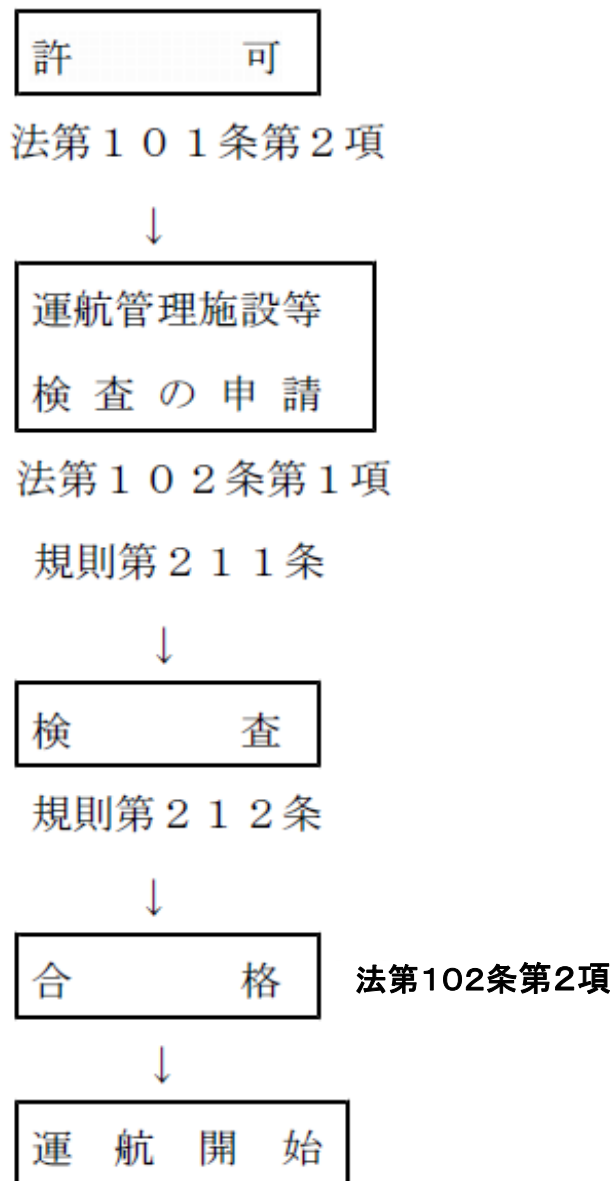 許可
法第１０１条第２項
↓
運航管理施設等
検査の申請
法第１０２条第１項
規則第２１１条
↓
検査
規則第２１２条
↓
合格 法第102条第2項
↓
運航開始